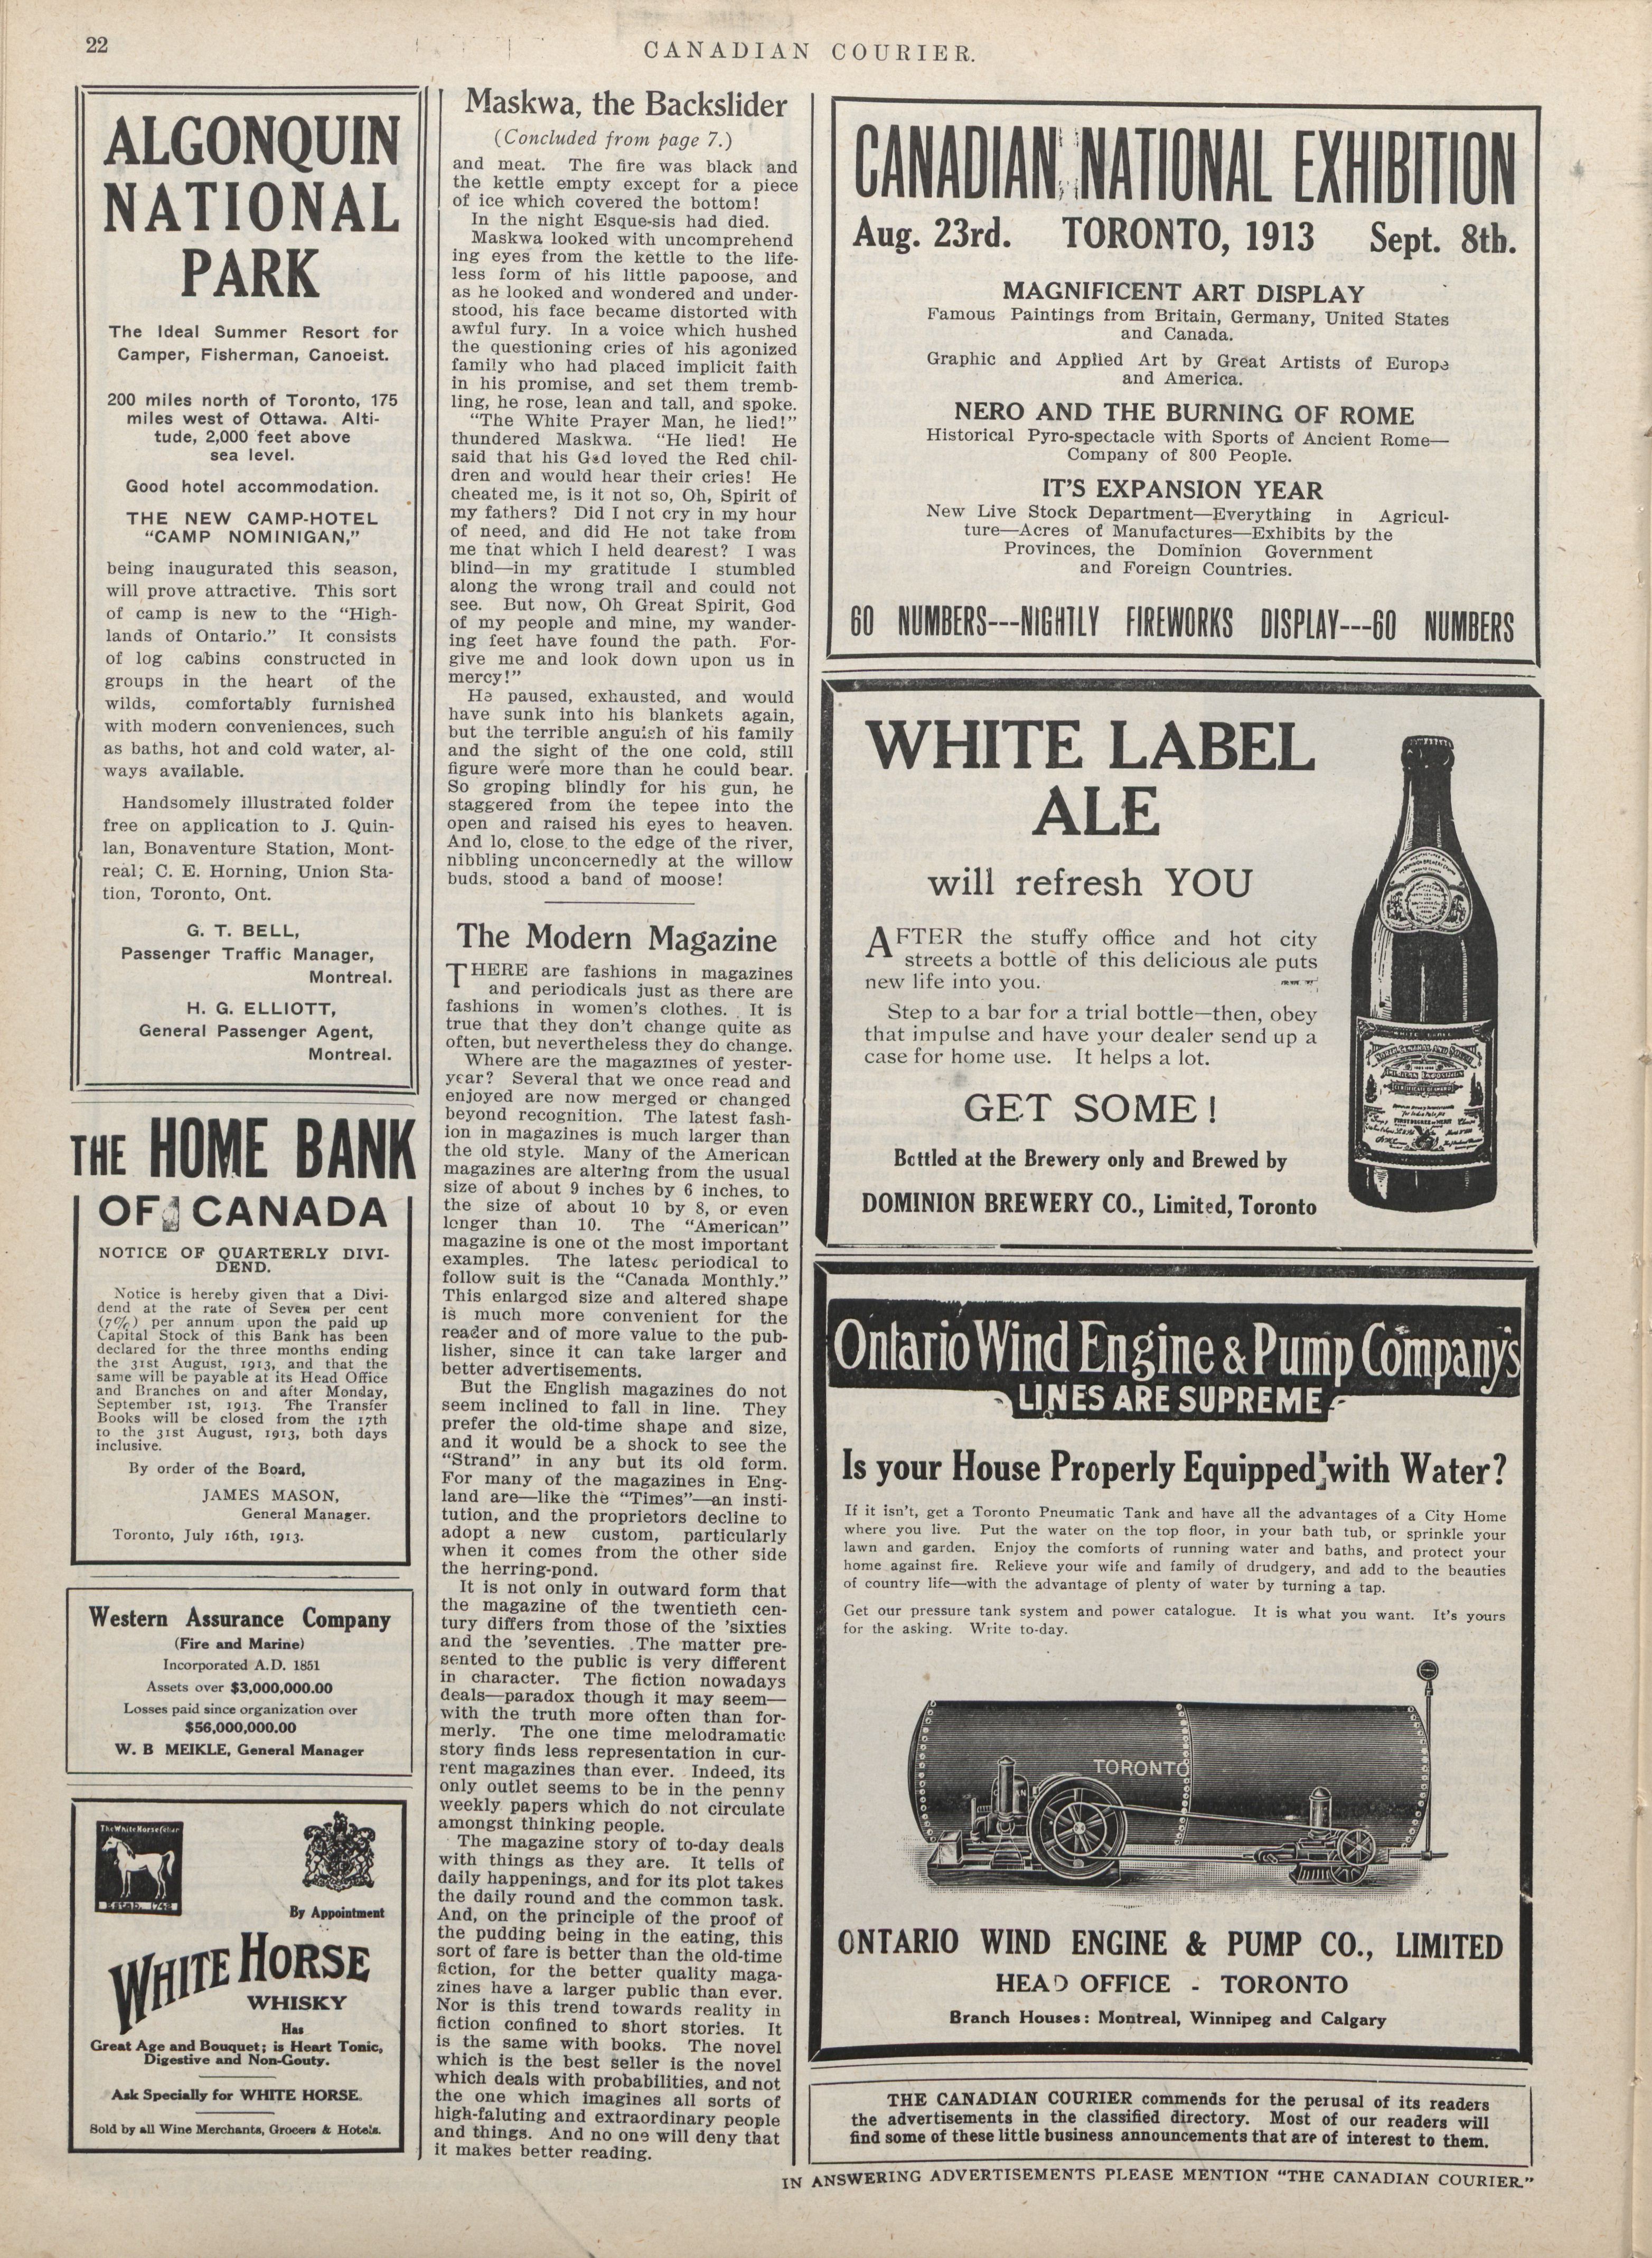 22
CANADIAN COURIER.
ALGONQUIN
NATIONAL
PARK
The Ideal Summer Resort for
Camper, Fisherman, Canoeist.
200 miles north of Toronto, 175
miles west of Ottawa. Alti-
tude, 2,000 feet above
sea level.
Good hotel accommodation.
THE NEW CAMP-HOTEL
"CAMP NOMINIGAN,"
being inaugurated this season,
will prove attractive. This sort
of camp is new to the "High-
lands of Ontario." It consists
of log cabins constructed in
groups in the heart of the
wilds, comfortably furnished
with modern conveniences, such
as baths, hot and cold water, al-
ways available.
Handsomely illustrated folder
free on application to J. Quin-
lan, Bonaventure Station, Mont-
real; C. E. Horning, Union Sta-
tion, Toronto, Ont.
G. T. BELL,
Passenger Traffic Manager,
Montreal.
H. G. ELLIOTT,
General Passenger Agent,
Montreal.
THE HOME BANK
OF CANADA
NOTICE OF QUARTERLY DIVI-
DEND.
Notice is hereby given that a Divi-
dend at the rate of Seven per cent
(7%) per annum upon the paid up
Capital Stock of this Bank has been
declared for the three months ending
the 31st August, 1913, and that the
same will be payable at its Head Office
and Branches on and after Monday,
September 1st, 1913. The Transfer
Books will be closed from the 17th
to the 31st August, 1913, both days
inclusive.
By order of the Board,
JAMES MASON,
General Manager.
Toronto, July 16th, 1913.
Western Assurance Company
(Fire and Marine)
Incorporated A.D. 1851
Assets over $3,000,000.00
Losses paid since organization over
$56,000,000.00
W. B MEIKLE, General Manager
The White Horse Cellar
Estab. 1742
By Appointment
WHITE HORSE
WHISKY
Has
Great Age and Bouquet; is Heart Tonic,
Digestive and Non-Gouty.
Ask Specially for WHITE HORSE.
Sold by all Wine Merchants, Grocers & Hotels.
Maskwa, the Backslider
(Concluded from page 7.)
and meat. The fire was black and
the kettle empty except for a piece
of ice which covered the bottom!
In the night Esque-sis had died.
Maskwa looked with uncomprehend
ing eyes from the kettle to the life-
less form of his little papoose, and
as he looked and wondered and under-
stood, his face became distorted with
awful fury. In a voice which hushed
the questioning cries of his agonized
family who had placed implicit faith
in his promise, and set them tremb-
ling, he rose, lean and tall, and spoke.
"The White Prayer Man, he lied!"
thundered Maskwa. "He lied! He
said that his God loved the Red chil-
dren and would hear their cries! He
cheated me, is it not so, Oh, Spirit of
my fathers? Did I not cry in my hour
of need, and did He not take from
me that which I held dearest? I was
blind—in my gratitude I stumbled
along the wrong trail and could not
see. But now, Oh Great Spirit, God
of my people and mine, my wander-
ing feet have found the path. For-
give me and look down upon us in
mercy!"
He paused, exhausted, and would
have sunk into his blankets again,
but the terrible anguish of his family
and the sight of the one cold, still
figure were more than he could bear.
So groping blindly for his gun, he
staggered from the tepee into the
open and raised his eyes to heaven.
And lo, close to the edge of the river,
nibbling unconcernedly at the willow
buds, stood a band of moose!
The Modern Magazine
THERE are fashions in magazines
and periodicals just as there are
fashions in women's clothes. It is
true that they don't change quite as
often, but nevertheless they do change.
Where are the magazines of yester-
year? Several that we once read and
enjoyed are now merged or changed
beyond recognition. The latest fash-
ion in magazines is much larger than
the old style. Many of the American
magazines are altering from the usual
size of about 9 inches by 6 inches, to
the size of about 10 by 8, or even
longer than 10. The "American"
magazine is one of the most important
examples. The latest periodical to
follow suit is the "Canada Monthly."
This enlarged size and altered shape
is much more convenient for the
reader and of more value to the pub-
lisher, since it can take larger and
better advertisements.
But the English magazines do not
seem inclined to fall in line. They
prefer the old-time shape and size,
and it would be a shock to see the
"Strand" in any but its old form.
For many of the magazines in Eng-
land are—like the "Times"—an insti-
tution, and the proprietors decline to
adopt a new custom, particularly
when it comes from the other side
the herring-pond.
It is not only in outward form that
the magazine of the twentieth cen-
tury differs from those of the 'sixties
and the 'seventies. The matter pre-
sented to the public is very different
in character. The fiction nowadays
deals—paradox though it may seem—
with the truth more often than for-
merly. The one time melodramatic
story finds less representation in cur-
rent magazines than ever. Indeed, its
only outlet seems to be in the penny
weekly papers which do not circulate
amongst thinking people.
The magazine story of to-day deals
with things as they are. It tells of
daily happenings, and for its plot takes
the daily round and the common task.
And, on the principle of the proof of
the pudding being in the eating, this
sort of fare is better than the old-time
fiction, for the better quality maga-
zines have a larger public than ever.
Nor is this trend towards reality in
fiction confined to short stories. It
is the same with books. The novel
which is the best seller is the novel
which deals with probabilities, and not
the one which imagines all sorts of
high-faluting and extraordinary people
and things. And no one will deny that
it makes better reading.
CANADIAN NATIONAL EXHIBITION
Aug. 23rd. TORONTO, 1913 Sept. 8th.
MAGNIFICENT ART DISPLAY
Famous Paintings from Britain, Germany, United States
and Canada.
Graphic and Applied Art by Great Artists of Europe
and America.
NERO AND THE BURNING OF ROME
Historical Pyro-spectacle with Sports of Ancient Rome—
Company of 800 People.
IT'S EXPANSION YEAR
New Live Stock Department—Everything in Agricul-
ture—Acres of Manufactures—Exhibits by the
Provinces, the Dominion Government
and Foreign Countries.
60 NUMBERS---NIGHTLY FIREWORKS DISPLAY---60 NUMBERS
WHITE LABEL
ALE
will refresh YOU
AFTER the stuffy office and hot city
streets a bottle of this delicious ale puts
new life into you.
Step to a bar for a trial bottle—then, obey
that impulse and have your dealer send up a
case for home use. It helps a lot.
GET SOME!
Bottled at the Brewery only and Brewed by
DOMINION BREWERY CO., Limited, Toronto
Ontario Wind Engine & Pump Company's
LINES ARE SUPREME
Is your House Properly Equipped with Water?
If it isn't, get a Toronto Pneumatic Tank and have all the advantages of a City Home
where you live. Put the water on the top floor, in your bath tub, or sprinkle your
lawn and garden. Enjoy the comforts of running water and baths, and protect your
home against fire. Relieve your wife and family of drudgery, and add to the beauties
of country life—with the advantage of plenty of water by turning a tap.
Get our pressure tank system and power catalogue. It is what you want. It's yours
for the asking. Write to-day.
TORONTO
ONTARIO WIND ENGINE & PUMP CO., LIMITED
HEAD OFFICE - TORONTO
Branch Houses: Montreal, Winnipeg and Calgary
THE CANADIAN COURIER commends for the perusal of its readers
the advertisements in the classified directory. Most of our readers will
find some of these little business announcements that are of interest to them.
IN ANSWERING ADVERTISEMENTS PLEASE MENTION "THE CANADIAN COURIER."